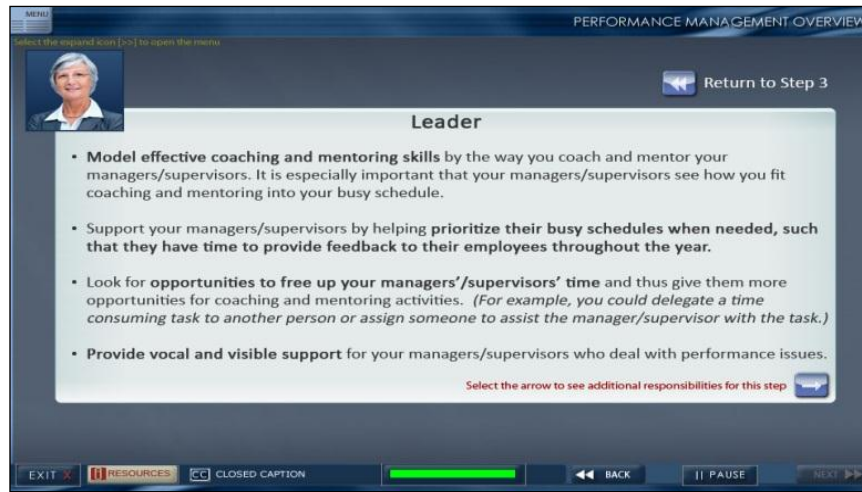 MENU
PERFORMANCE MANAGEMENT OVERVIEW
Select the expand icon [>>] to open the menu
Return to Step 3
Leader
• Model effective coaching and mentoring skills by the way you coach and mentor your
managers/supervisors. It is especially important that your managers/supervisors see how you fit
coaching and mentoring into your busy schedule.
• Support your managers/supervisors by helping prioritize their busy schedules when needed, such
that they have time to provide feedback to their employees throughout the year.
• Look for opportunities to free up your managers'/supervisors' time and thus give them more
opportunities for coaching and mentoring activities. (For example, you could delegate a time
consuming task to another person or assign someone to assist the manager/supervisor with the task.)
• Provide vocal and visible support for your managers/supervisors who deal with performance issues.
Select the arrow to see additional responsibilities for this step
EXIT X RESOURCES CC CLOSED CAPTION BACK || PAUSE NEXT